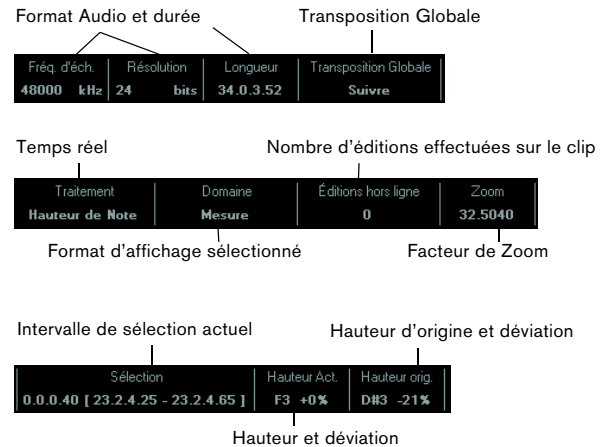 Format Audio et durée Transposition Globale
Fréq. d'éch. Résolution Longueur Transposition Globale
48000 kHz 24 bits 34.0.3.52 Suivre
Temps réel Nombre d'éditions effectuées sur le clip
Traitement Domaine Éditions hors ligne Zoom
Hauteur de Note Mesure 0 32.5040
Format d'affichage sélectionné Facteur de Zoom
Intervalle de sélection actuel Hauteur d'origine et déviation
Sélection Hauteur Act. Hauteur orig.
0.0.0.40 [ 23.2.4.25 - 23.2.4.65 ] F3 +0% D#3 -21%
Hauteur et déviation